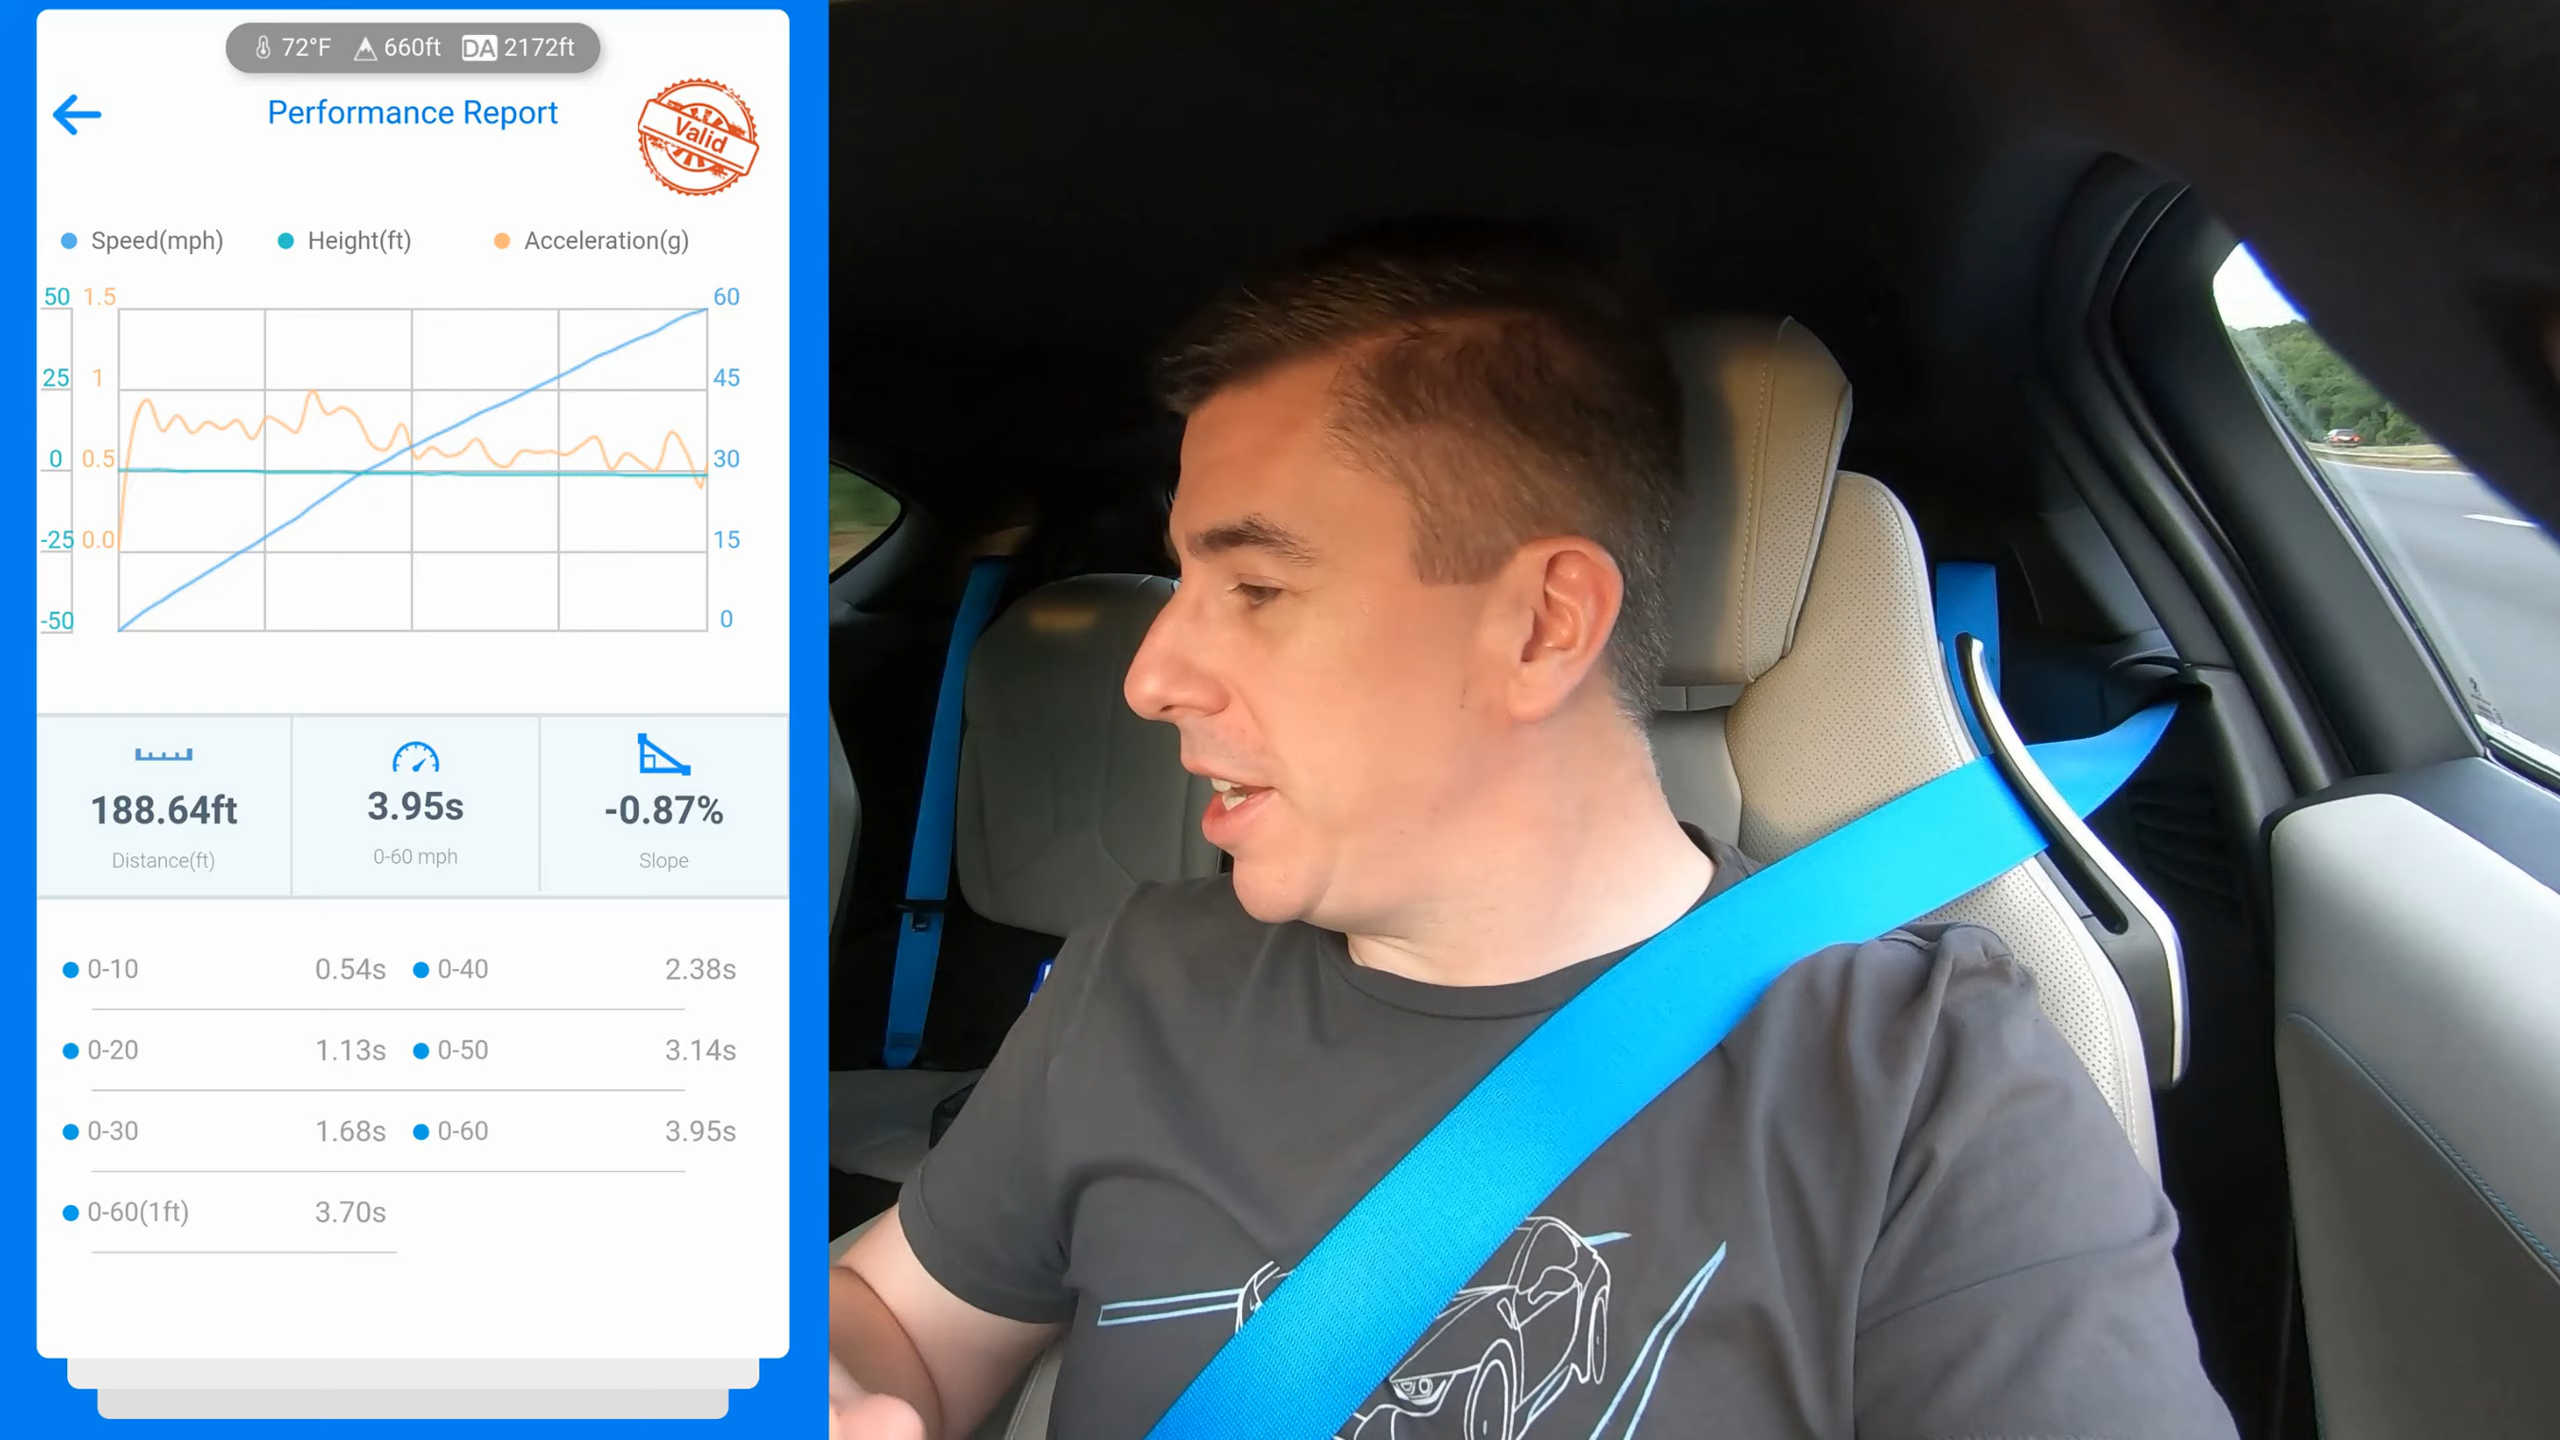 72°F 660ft DA 2172ft
Performance Report
Valid
Speed(mph) Height(ft) Acceleration(g)
50 1.5 60
25 1 45
0 0.5 30
-25 0.0 15
-50 0
188.64ft 3.95s -0.87%
Distance(ft) 0-60 mph Slope
0-10 0.54s 0-40 2.38s
0-20 1.13s 0-50 3.14s
0-30 1.68s 0-60 3.95s
0-60(1ft) 3.70s